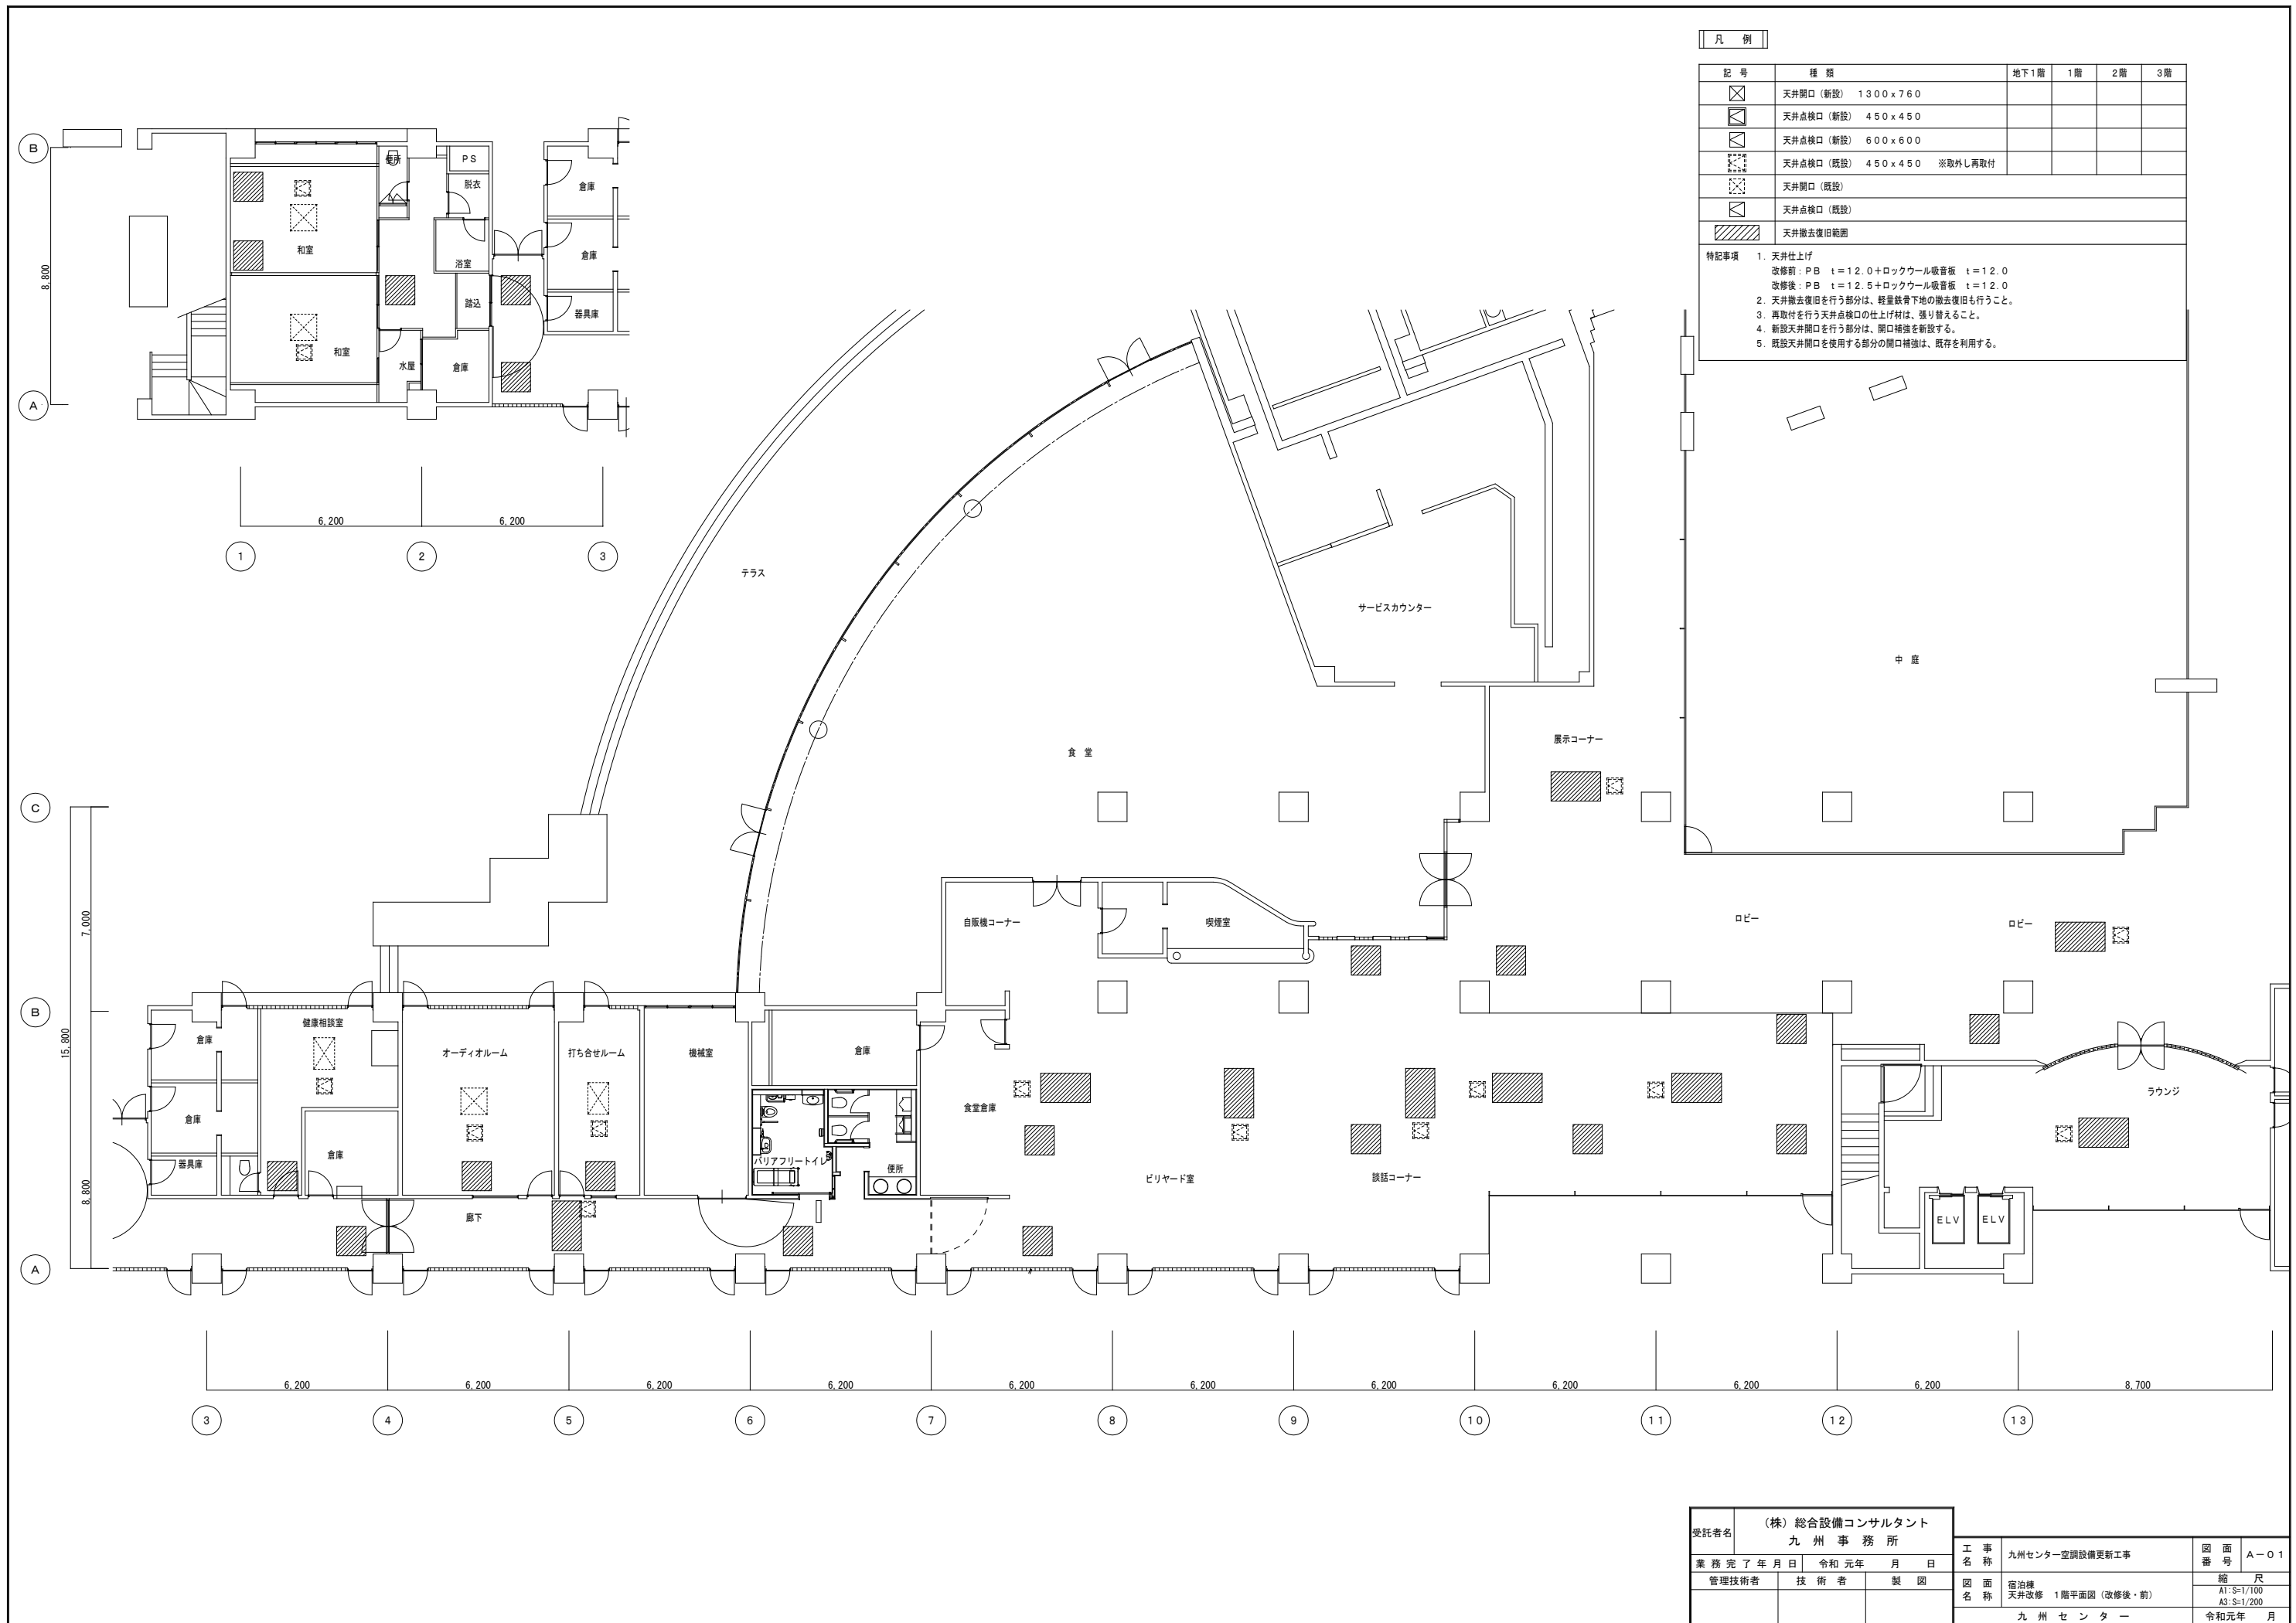 凡 例
記 号 種 類 地下1階 1階 2階 3階
天井開口（新設） 1300x760
天井点検口（新設） 450x450
天井点検口（新設） 600x600
天井点検口（既設） 450x450 ※取外し再取付
天井開口（既設）
天井点検口（既設）
天井撤去復旧範囲
特記事項 1. 天井仕上げ
改修前：PB t=12.0+ロックウール吸音板 t=12.0
改修後：PB t=12.5+ロックウール吸音板 t=12.0
2. 天井撤去復旧を行う部分は、軽量鉄骨下地の撤去復旧も行うこと。
3. 再取付を行う天井点検口の仕上げ材は、張り替えること。
4. 新設天井開口を行う部分は、開口補強を新設する。
5. 既設天井開口を使用する部分の開口補強は、既存を利用する。
B
A
8,800
便所
PS
脱衣
倉庫
和室
浴室
倉庫
踏込
器具庫
和室
水屋
倉庫
6,200 6,200
1 2 3
テラス
サービスカウンター
中 庭
食 堂
展示コーナー
C
B
A
7,000
15,800
8,800
自販機コーナー
喫煙室
ロビー
ロビー
倉庫
健康相談室
オーディオルーム
打ち合せルーム
機械室
倉庫
倉庫
食堂倉庫
ラウンジ
器具庫
倉庫
バリアフリートイレ
便所
ビリヤード室
談話コーナー
廊下
ELV
ELV
6,200 6,200 6,200 6,200 6,200 6,200 6,200 6,200 6,200 6,200 8,700
3 4 5 6 7 8 9 10 11 12 13
受託者名
（株）総合設備コンサルタント
九 州 事 務 所
業 務 完 了 年 月 日 令和 元年 月 日
管理技術者 技 術 者 製 図
工 事 名 称
九州センター空調設備更新工事
図 面 番 号
A－01
図 面 名 称
宿泊棟
天井改修 1階平面図（改修後・前）
縮 尺
A1:S=1/100
A3:S=1/200
九 州 セ ン タ ー
令和元年 月